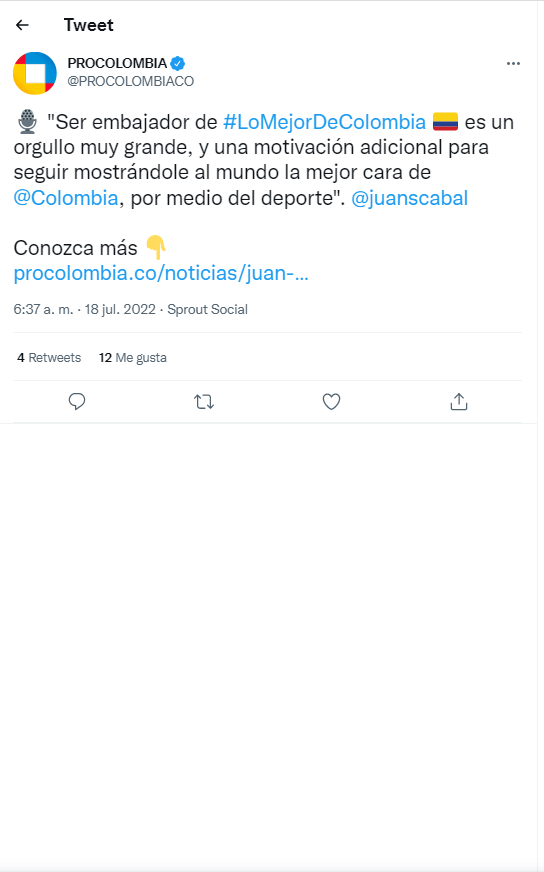 Tweet
PROCOLOMBIA
@PROCOLOMBIACO
"Ser embajador de #LoMejorDeColombia 🇨🇴 es un
orgullo muy grande, y una motivación adicional para
seguir mostrándole al mundo la mejor cara de
@Colombia, por medio del deporte". @juanscabal
Conozca más 👇
procolombia.co/noticias/juan-...
6:37 a. m. · 18 jul. 2022 · Sprout Social
4 Retweets 12 Me gusta